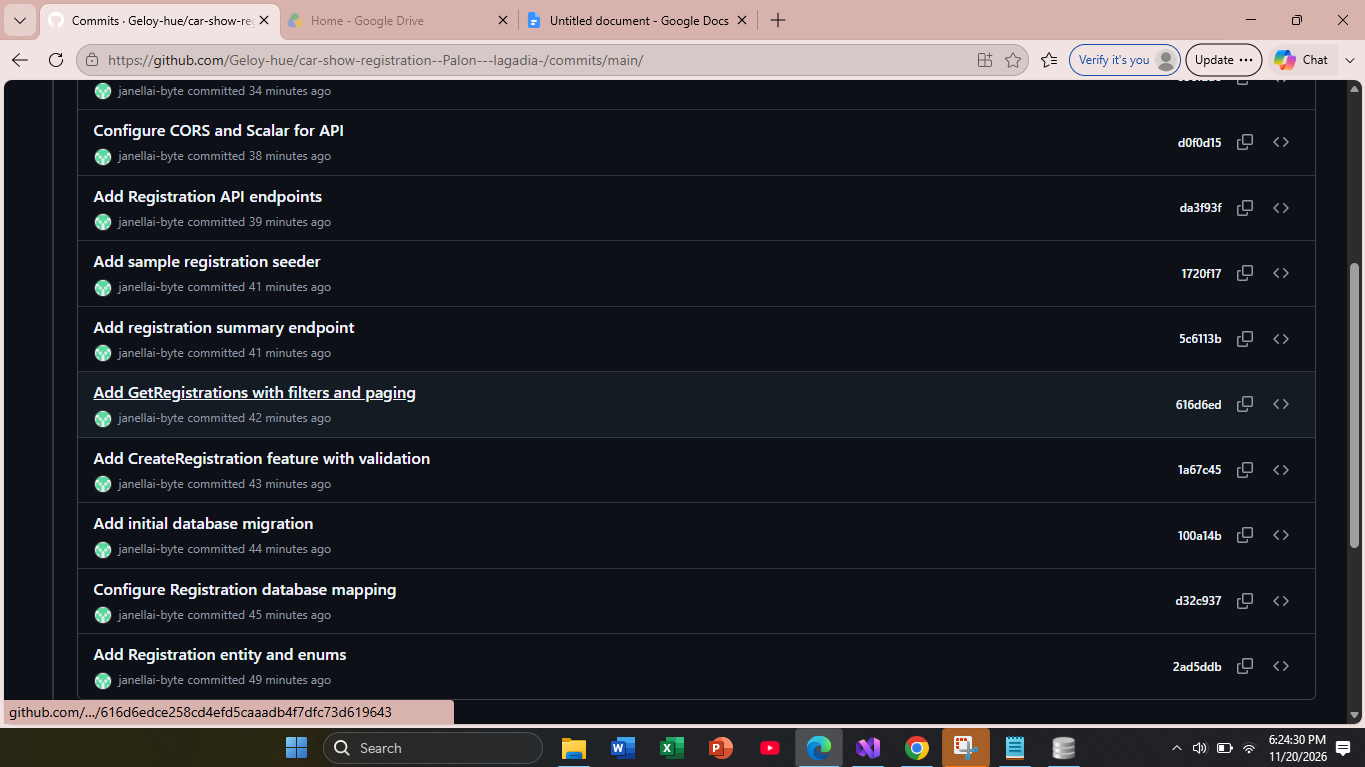 Commits · Geloy-hue/car-show-reg
Home - Google Drive
Untitled document - Google Docs
https://github.com/Geloy-hue/car-show-registration--Palon---lagadia-/commits/main/
Verify it's you
Update
Chat
janellai-byte committed 34 minutes ago
Configure CORS and Scalar for API
janellai-byte committed 38 minutes ago
d0f0d15
Add Registration API endpoints
janellai-byte committed 39 minutes ago
da3f93f
Add sample registration seeder
janellai-byte committed 41 minutes ago
1720f17
Add registration summary endpoint
janellai-byte committed 41 minutes ago
5c6113b
Add GetRegistrations with filters and paging
janellai-byte committed 42 minutes ago
616d6ed
Add CreateRegistration feature with validation
janellai-byte committed 43 minutes ago
1a67c45
Add initial database migration
janellai-byte committed 44 minutes ago
100a14b
Configure Registration database mapping
janellai-byte committed 45 minutes ago
d32c937
Add Registration entity and enums
janellai-byte committed 49 minutes ago
2ad5ddb
github.com/.../616d6edce258cd4efd5caaadb4f7dfc73d619643
Search
6:24:30 PM
11/20/2026